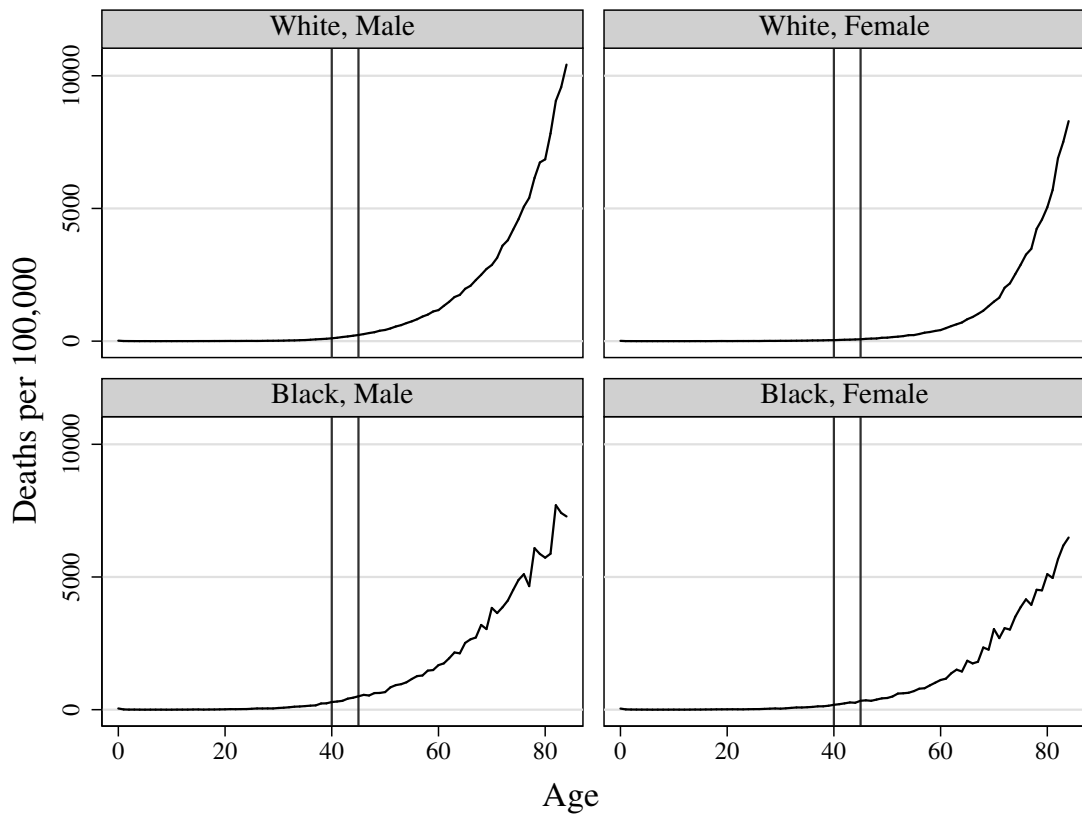 White, Male
White, Female
10000
5000
0
Black, Male
Black, Female
10000
5000
0
Deaths per 100,000
0 20 40 60 80
0 20 40 60 80
Age